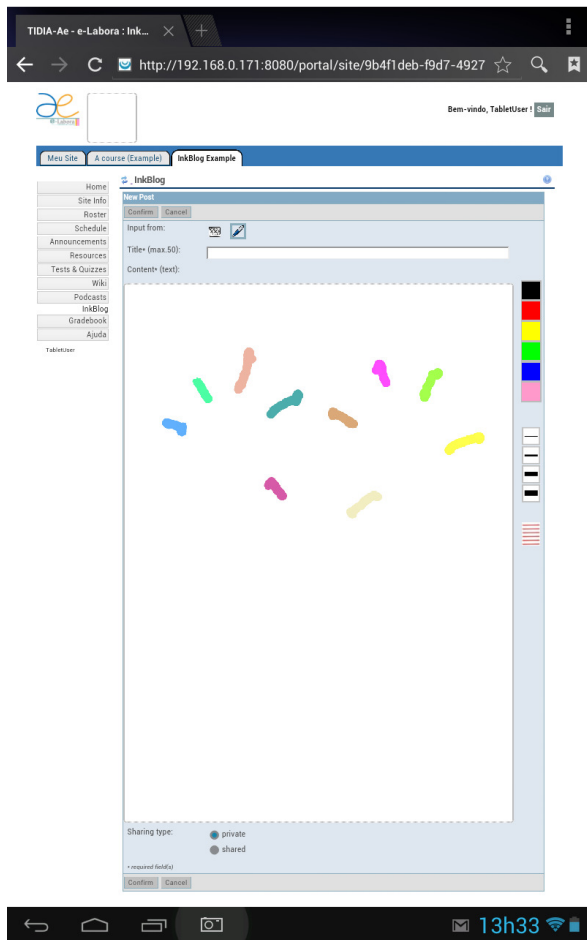 TIDIA-Ae - e-Labora : Ink...
http://192.168.0.171:8080/portal/site/9b4f1deb-f9d7-4927
ae
e-Labora
Bem-vindo, TabletUser ! Sair
Meu Site A course (Example) InkBlog Example
InkBlog
Home
Site Info
Roster
Schedule
Announcements
Resources
Tests & Quizzes
Wiki
Podcasts
InkBlog
Gradebook
Ajuda
TabletUser
New Post
Confirm Cancel
Input from:
Title* (max.50):
Content* (text):
Sharing type:
private
shared
* required field(s)
Confirm Cancel
13h33